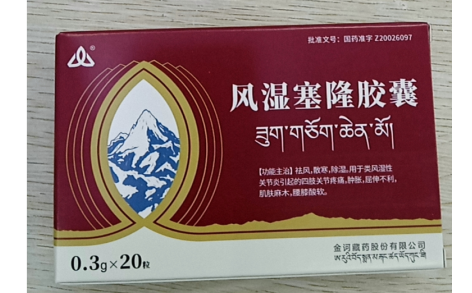 批准文号：国药准字 Z20026097
风湿塞隆胶囊
ཟུག་གཅོག་ཆེན་མོ།
【功能主治】祛风,散寒,除湿。用于类风湿性
关节炎引起的四肢关节疼痛,肿胀,屈伸不利,
肌肤麻木,腰膝酸软。
0.3g×20粒
金诃藏药股份有限公司